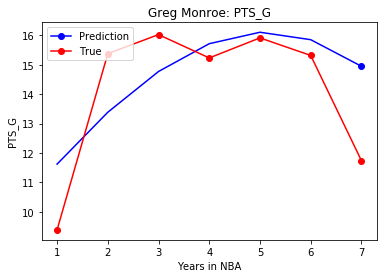 Greg Monroe: PTS_G
Prediction
True
16
15
14
13
12
11
10
PTS_G
1 2 3 4 5 6 7
Years in NBA